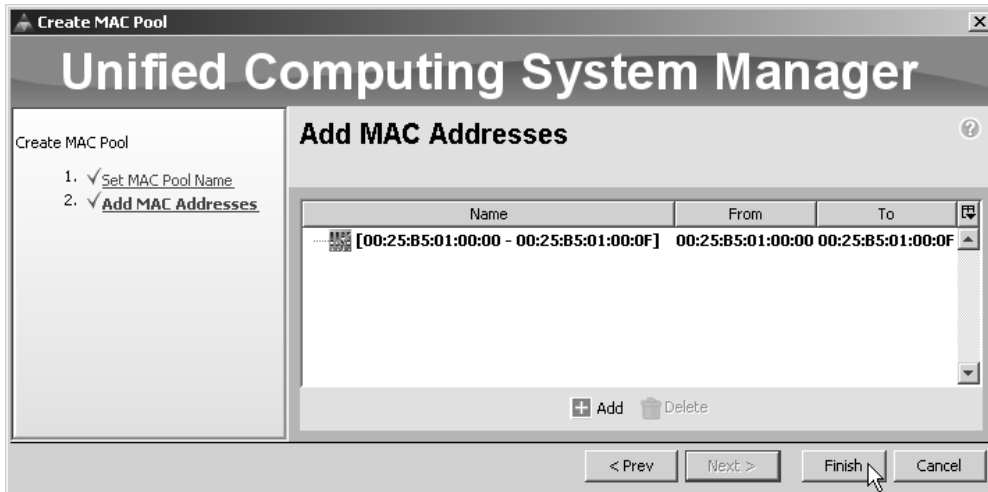 Create MAC Pool
Unified Computing System Manager
Create MAC Pool
1. Set MAC Pool Name
2. Add MAC Addresses
Add MAC Addresses
?
Name From To
[00:25:B5:01:00:00 - 00:25:B5:01:00:0F] 00:25:B5:01:00:00 00:25:B5:01:00:0F
Add Delete
< Prev Next > Finish Cancel